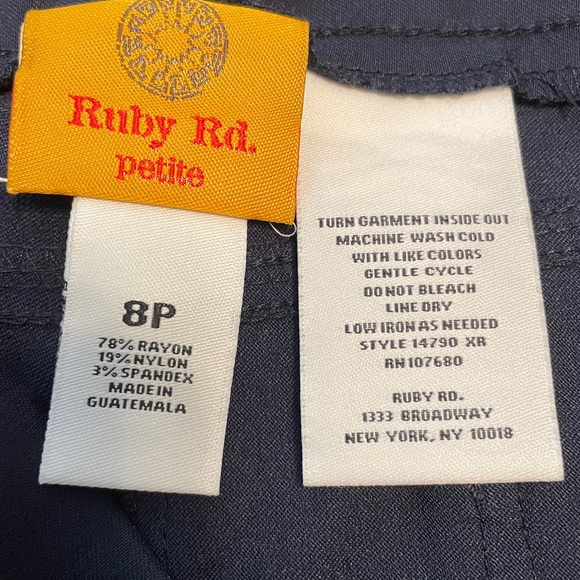 Ruby Rd.
petite
8P
78% RAYON
19% NYLON
3% SPANDEX
MADE IN
GUATEMALA
TURN GARMENT INSIDE OUT
MACHINE WASH COLD
WITH LIKE COLORS
GENTLE CYCLE
DO NOT BLEACH
LINE DRY
LOW IRON AS NEEDED
STYLE 14790 XR
RN107680
RUBY RD.
1333 BROADWAY
NEW YORK, NY 10018